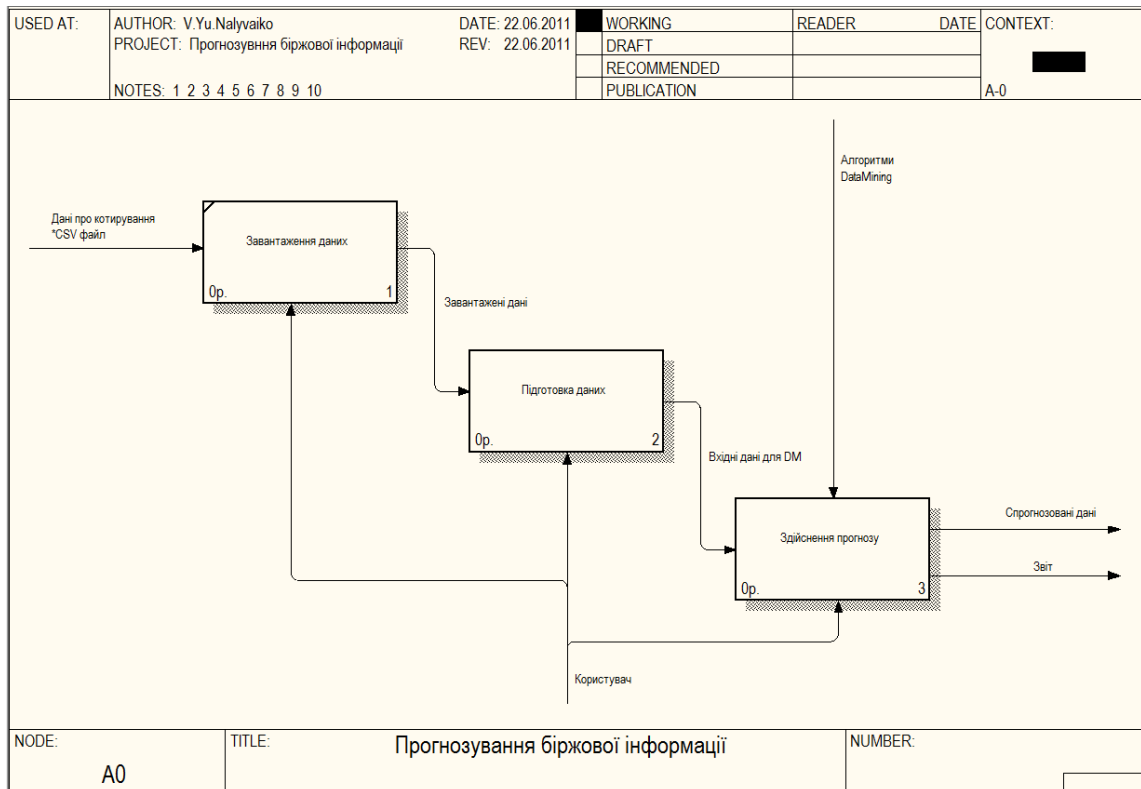 USED AT:
AUTHOR: V.Yu.Nalyvaiko
DATE: 22.06.2011
WORKING
READER
DATE
CONTEXT:
PROJECT: Прогнозувння біржової інформації
REV: 22.06.2011
DRAFT
RECOMMENDED
NOTES: 1 2 3 4 5 6 7 8 9 10
PUBLICATION
A-0
Алгоритми
DataMining
Дані про котирування
*CSV файл
Завантаження даних
0р.
1
Завантажені дані
Підготовка даних
0р.
2
Вхідні дані для DM
Спрогнозовані дані
Здійснення прогнозу
Звіт
0р.
3
Користувач
NODE:
TITLE:
Прогнозування біржової інформації
NUMBER:
A0